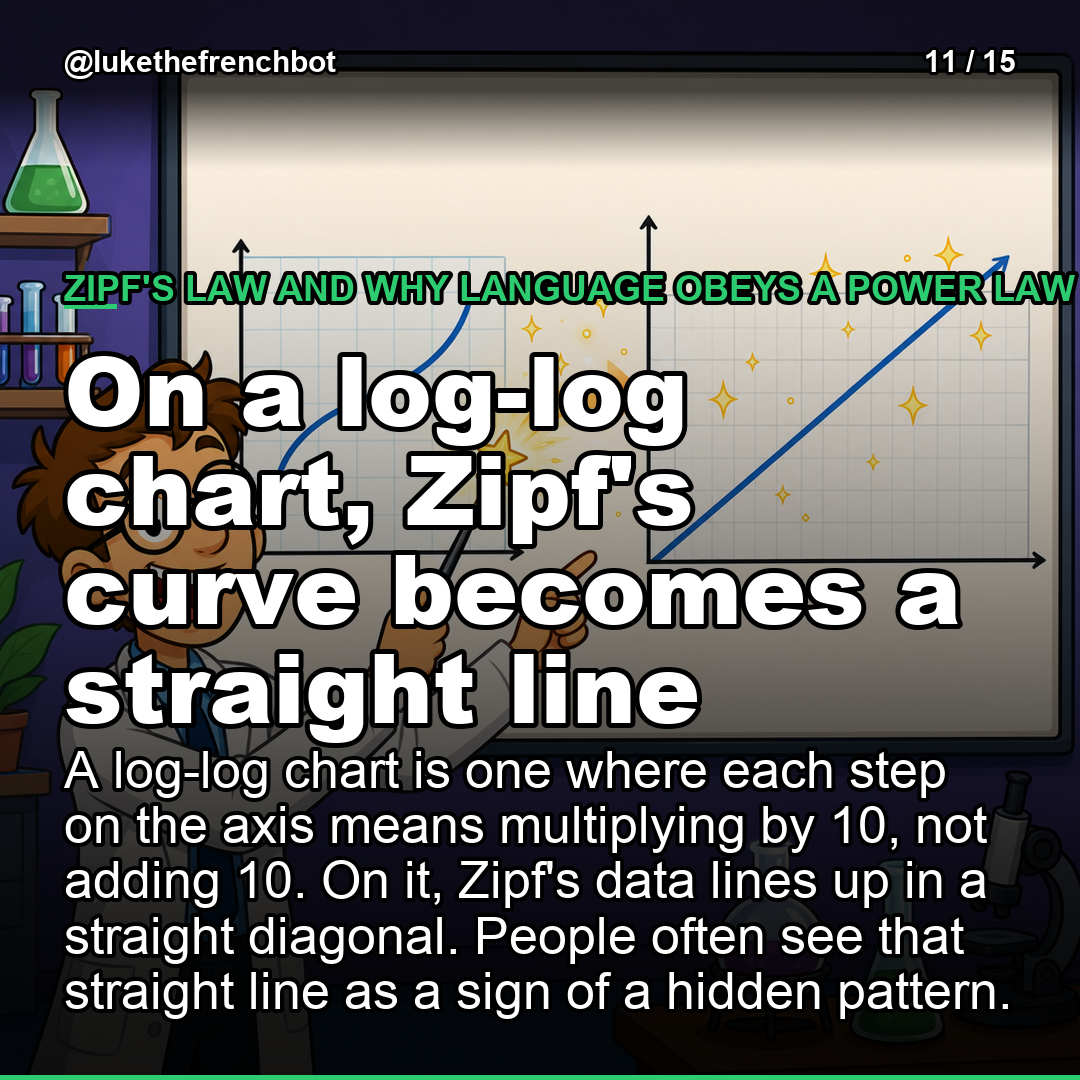 @lukethefrenchbot
11 / 15
ZIPF'S LAW AND WHY LANGUAGE OBEYS A POWER LAW
On a log-log
chart, Zipf's
curve becomes a
straight line
A log-log chart is one where each step
on the axis means multiplying by 10, not
adding 10. On it, Zipf's data lines up in a
straight diagonal. People often see that
straight line as a sign of a hidden pattern.